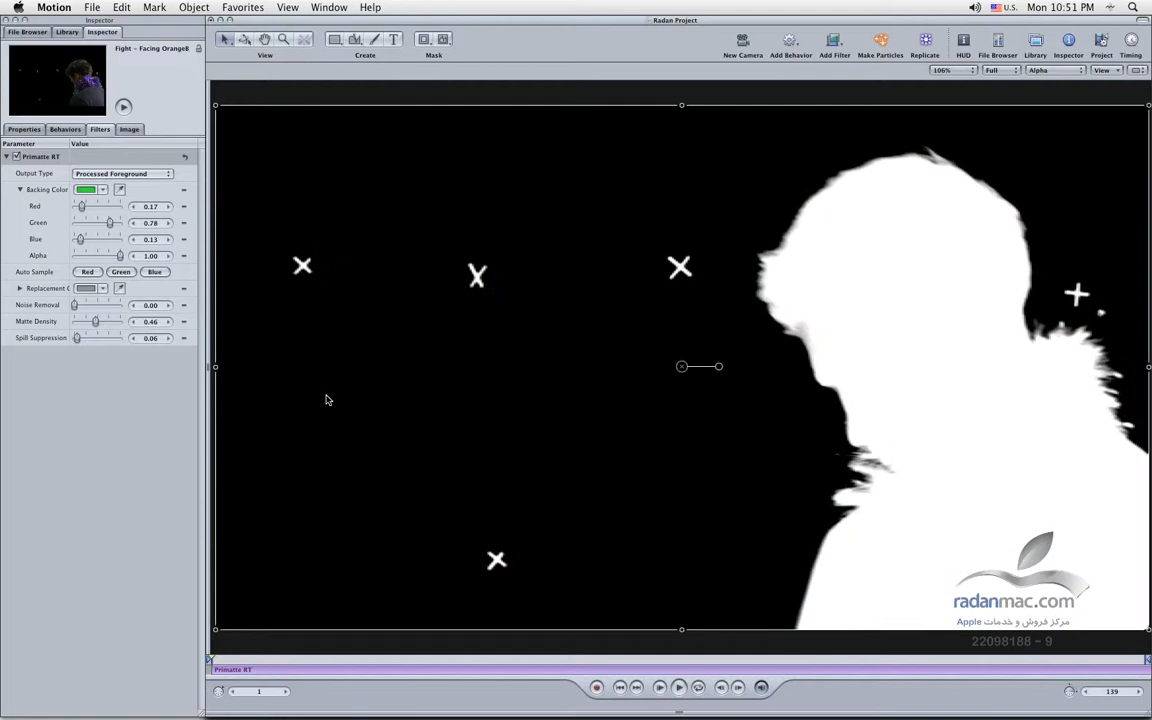 Motion File Edit Mark Object Favorites View Window Help
U.S. Mon 10:51 PM
Inspector
Radan Project
File Browser Library Inspector
Fight - Facing OrangeB
View
Create
Mask
New Camera Add Behavior Add Filter Make Particles Replicate HUD File Browser Library Inspector Project Timing
106% Full Alpha View
Properties Behaviors Filters Image
Parameter Value
Primatte RT
Output Type Processed Foreground
Backing Color
Red 0.17
Green 0.78
Blue 0.13
Alpha 1.00
Auto Sample Red Green Blue
Replacement C
Noise Removal 0.00
Matte Density 0.46
Spill Suppression 0.06
radanmac.com
مرکز فروش و خدمات Apple
22098188 - 9
Primatte RT
1
139